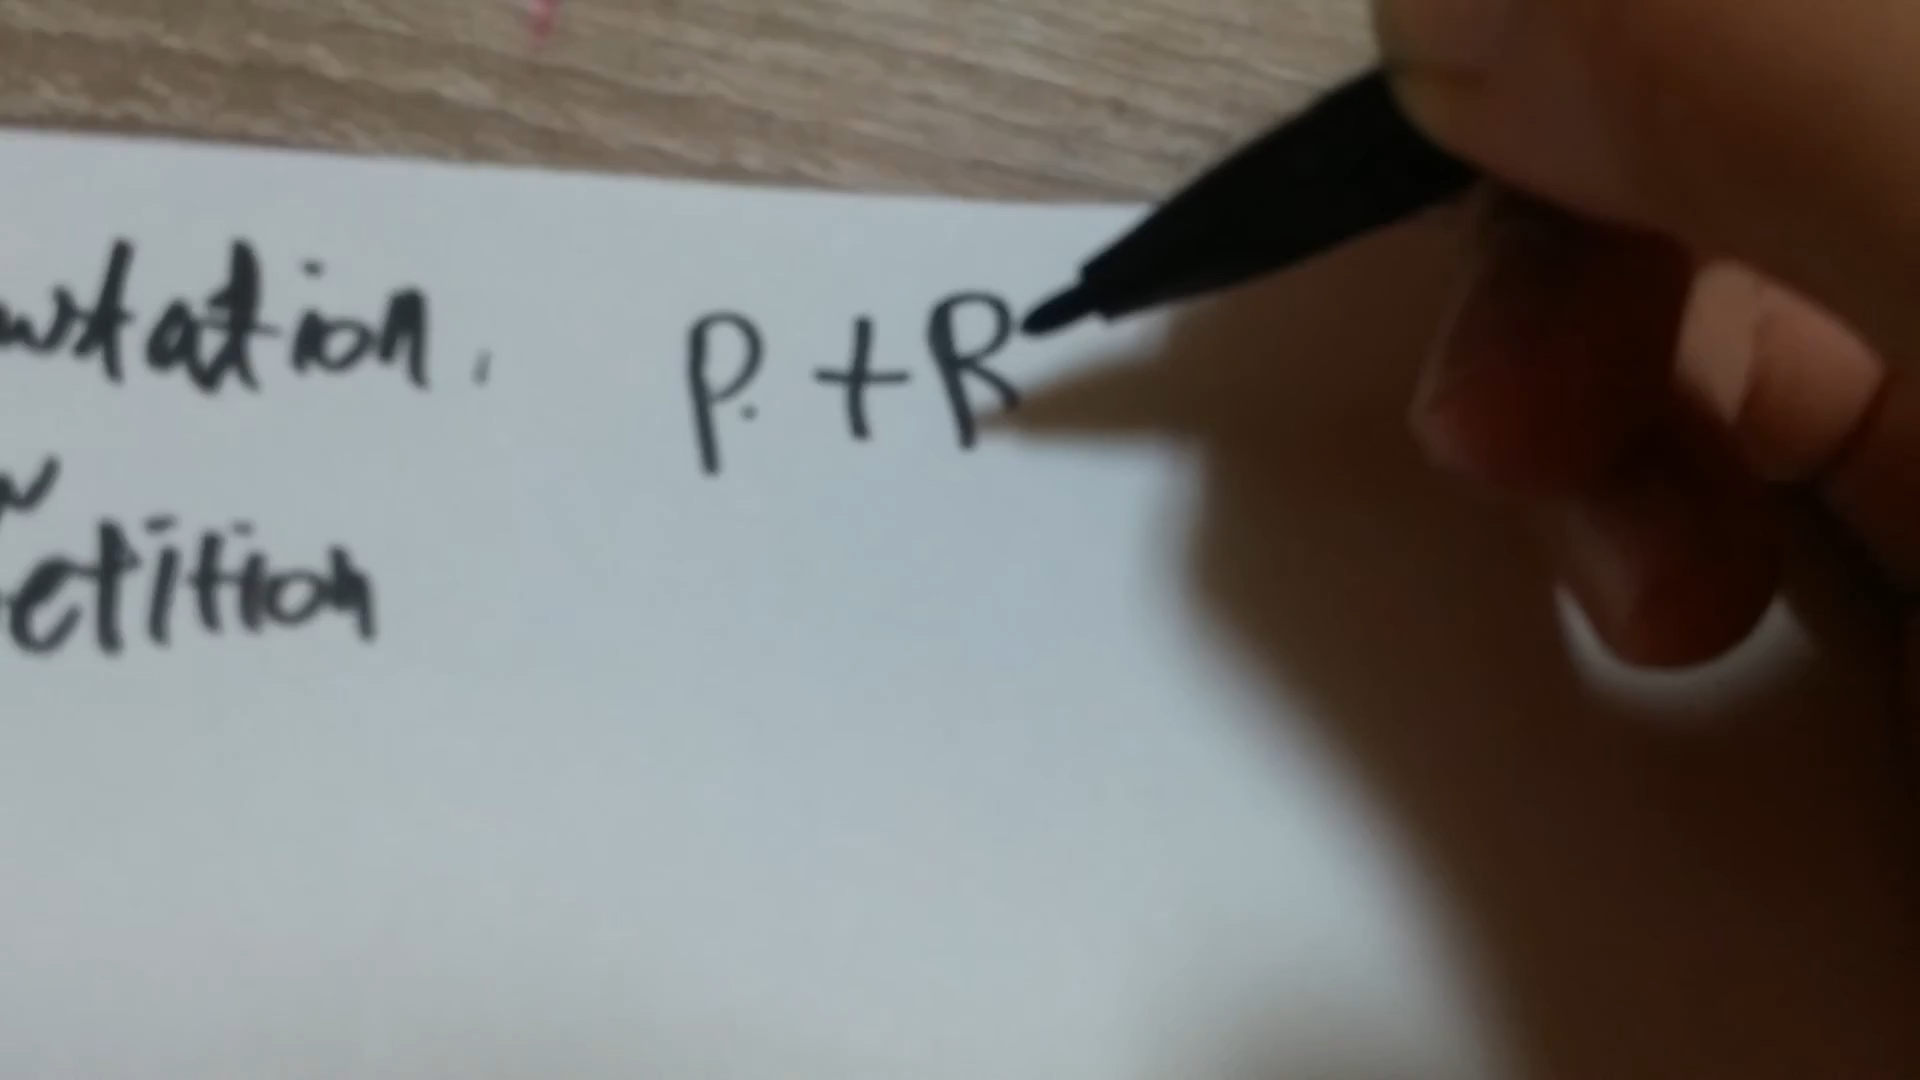 utation. P. + R
etition